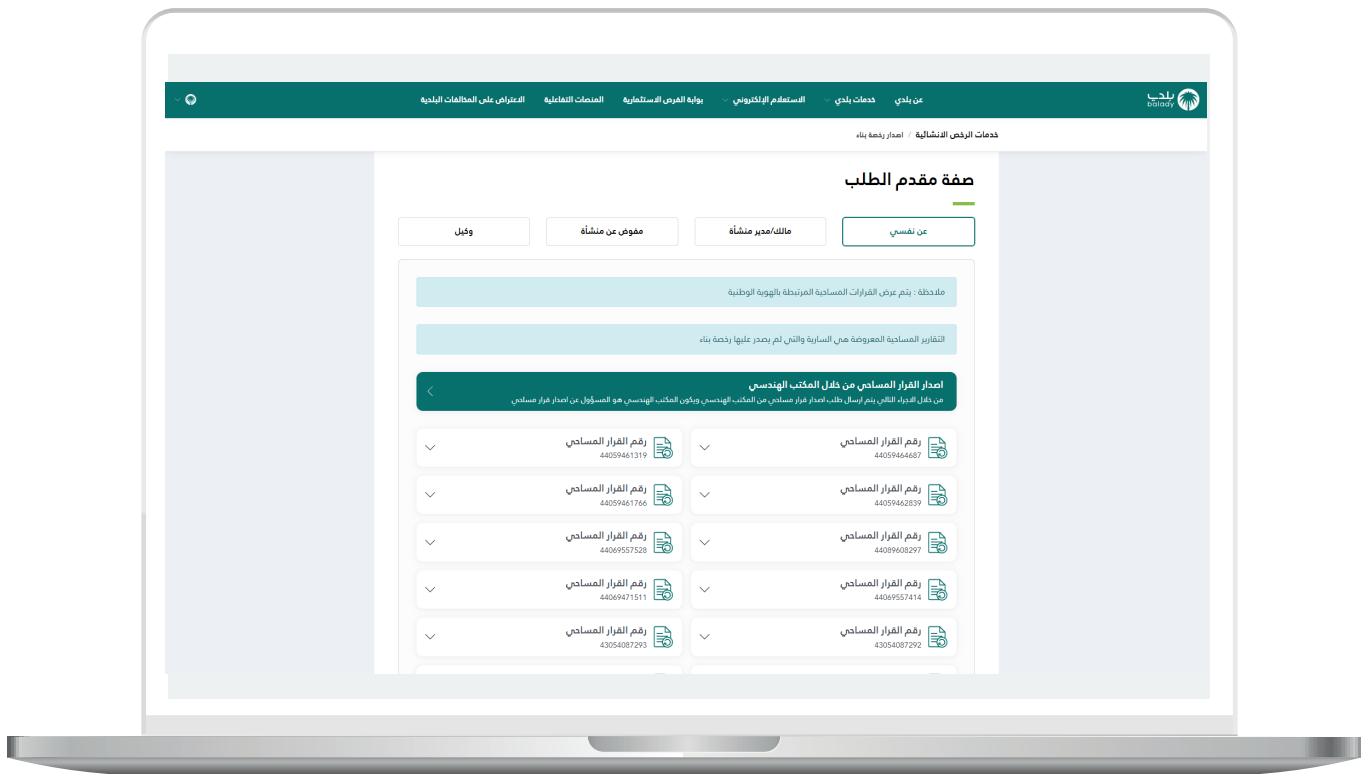 بلدي
balady
عن بلدي
خدمات بلدي
الاستعلام الإلكتروني
بوابة الفرص الاستثمارية
المنصات التفاعلية
الاعتراض على المخالفات البلدية
خدمات الرخص الانشائية / اصدار رخصة بناء
صفة مقدم الطلب
عن نفسي
مالك/مدير منشأة
مفوض عن منشأة
وكيل
ملاحظة : يتم عرض القرارات المساحية المرتبطة بالهوية الوطنية
التقارير المساحية المعروضة هي السارية والتي لم يصدر عليها رخصة بناء
اصدار القرار المساحي من خلال المكتب الهندسي
من خلال الاجراء التالي يتم ارسال طلب اصدار قرار مساحي من المكتب الهندسي ويكون المكتب الهندسي هو المسؤول عن اصدار قرار مساحي
رقم القرار المساحي
44059464687
رقم القرار المساحي
44059461319
رقم القرار المساحي
44059462839
رقم القرار المساحي
44059461766
رقم القرار المساحي
44089608297
رقم القرار المساحي
44069557528
رقم القرار المساحي
44069557414
رقم القرار المساحي
44069471511
رقم القرار المساحي
43054087292
رقم القرار المساحي
43054087293